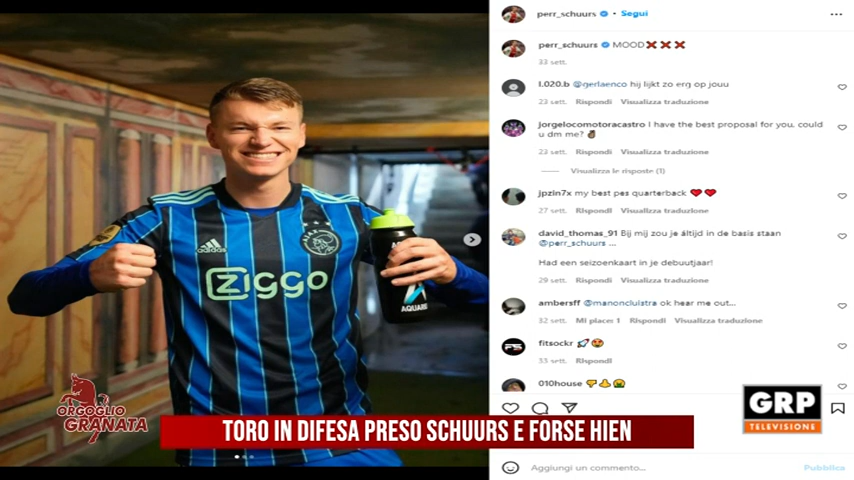 perr_schuurs • Segui
perr_schuurs MOOD
33 sett.
l.020.b @gerlaenco hij lijkt zo erg op jouu
23 sett. Rispondi Visualizza traduzione
jorgelocomotoracastro I have the best proposal for you, could
u dm me?
23 sett. Rispondi Visualizza traduzione
Visualizza le risposte (1)
jpzin7x my best pes quarterback
27 sett. Rispondi Visualizza traduzione
david_thomas_91 Bij mij zou je áltijd in de basis staan
@perr_schuurs ...
Had een seizoenkaart in je debuutjaar!
29 sett. Rispondi Visualizza traduzione
ambersff @manoncluistra ok hear me out...
32 sett. Mi piace: 1 Rispondi Visualizza traduzione
fitsockr
33 sett. Rispondi
010house
Aggiungi un commento...
Pubblica
adidas
AJAX
Ziggo
AQUARE
ORGOGLIO
GRANATA
TORO IN DIFESA PRESO SCHUURS E FORSE HIEN
GRP
TELEVISIONE